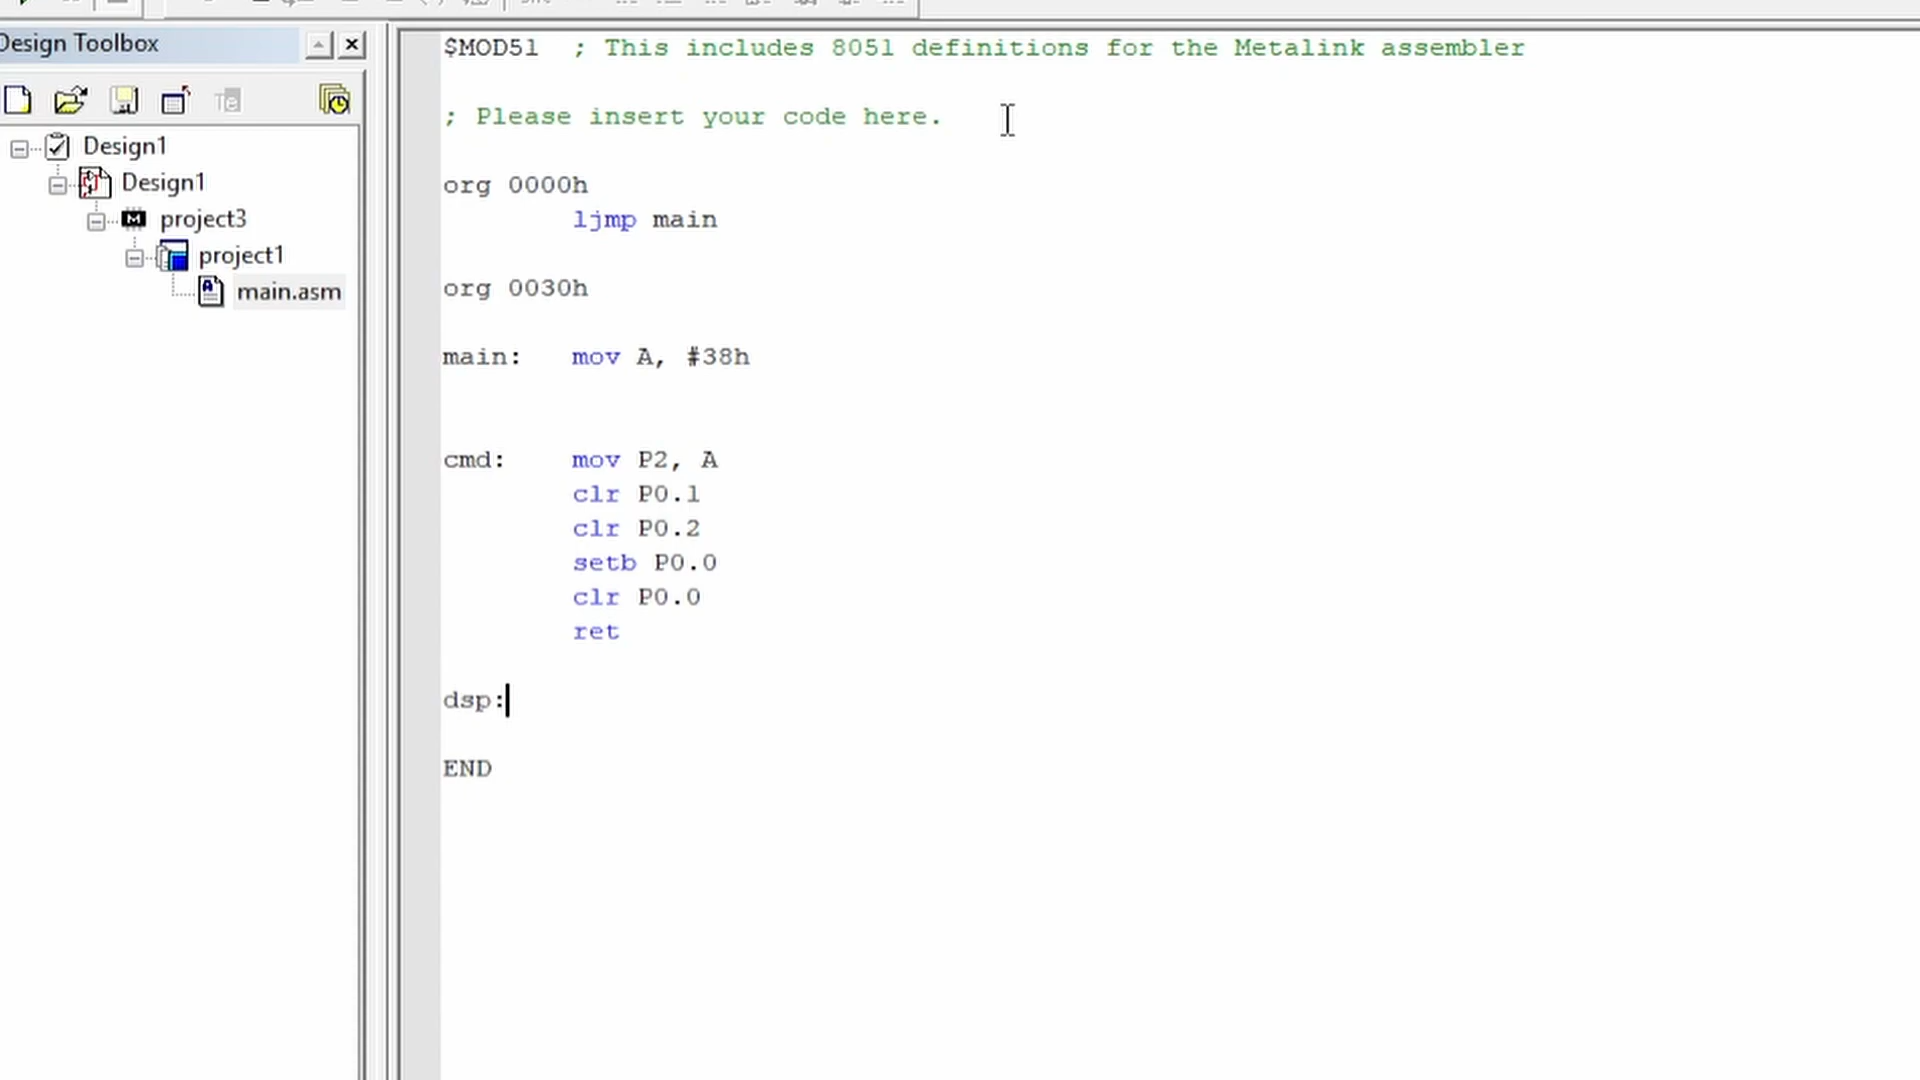 Design Toolbox
Design1
Design1
project3
project1
main.asm
$MOD51  ; This includes 8051 definitions for the Metalink assembler
; Please insert your code here.
org 0000h
ljmp main
org 0030h
main:   mov A, #38h
cmd:    mov P2, A
clr P0.1
clr P0.2
setb P0.0
clr P0.0
ret
dsp:
END